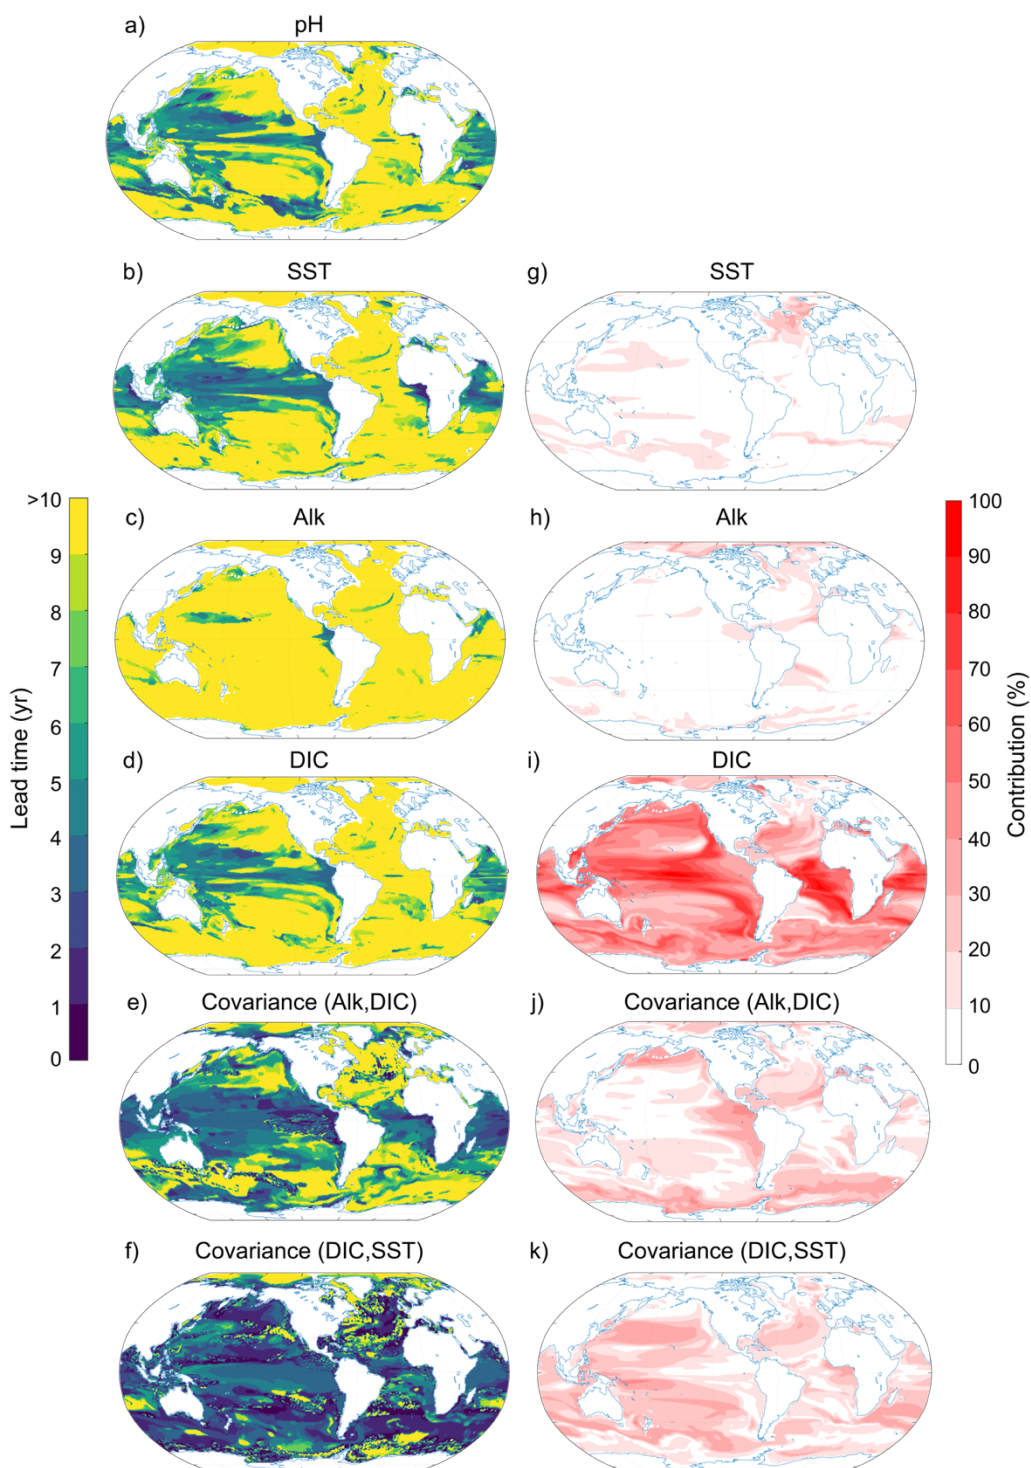 a) pH
b) SST
g) SST
c) Alk
h) Alk
d) DIC
i) DIC
e) Covariance (Alk,DIC)
j) Covariance (Alk,DIC)
f) Covariance (DIC,SST)
k) Covariance (DIC,SST)
Lead time (yr)
>10
9
8
7
6
5
4
3
2
1
0
Contribution (%)
100
90
80
70
60
50
40
30
20
10
0